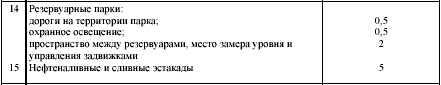 14 Резервуарные парки:
дороги на территории парка; 0,5
охранное освещение; 0,5
пространство между резервуарами, место замера уровня и 2
управления задвижками
15 Нефтеналивные и сливные эстакады 5